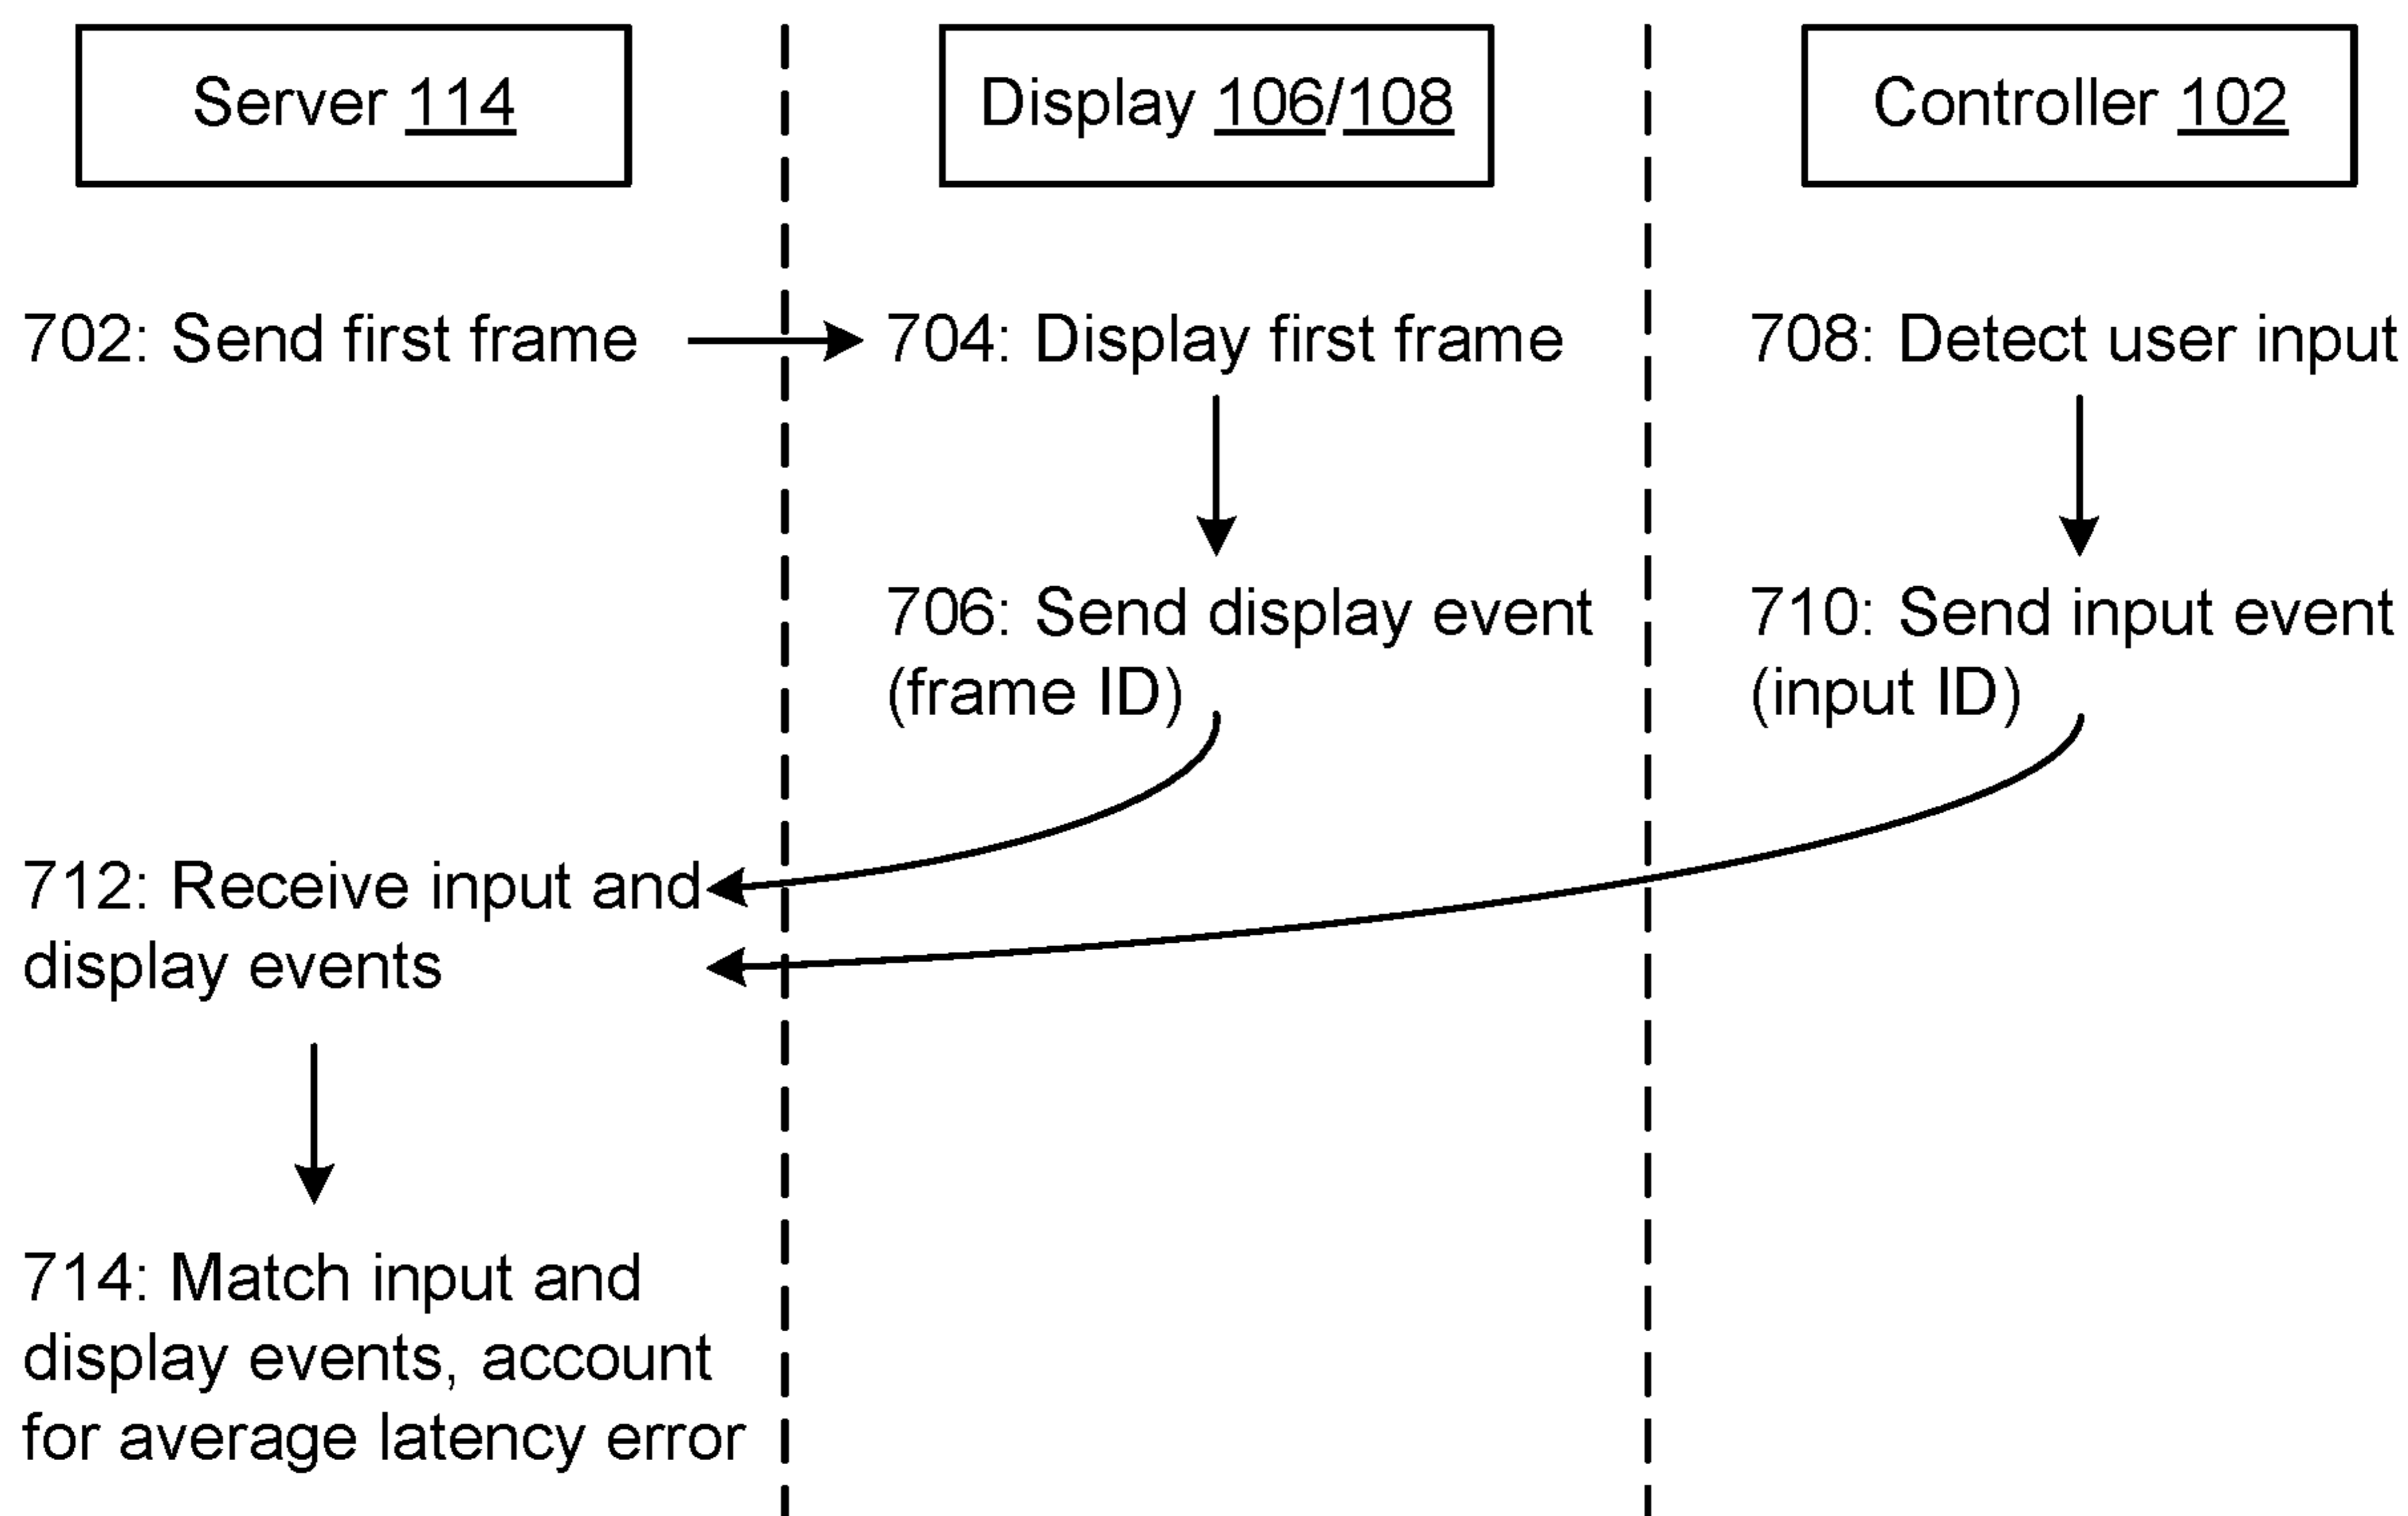 Server 114
Display 106/108
Controller 102
702: Send first frame
704: Display first frame
708: Detect user input
706: Send display event
(frame ID)
710: Send input event
(input ID)
712: Receive input and
display events
714: Match input and
display events, account
for average latency error